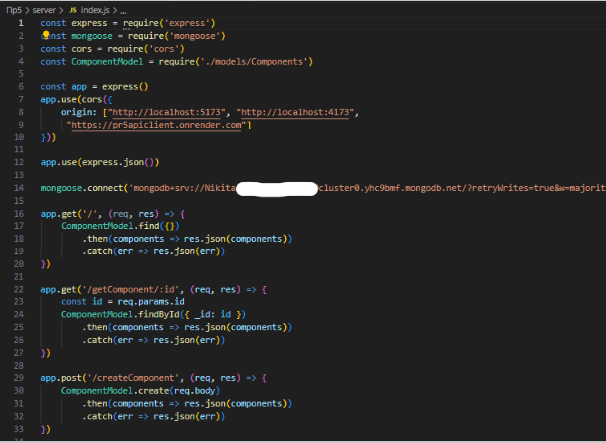 Пр5 > server > JS index.js > ...
1 const express = require('express')
2 const mongoose = require('mongoose')
3 const cors = require('cors')
4 const ComponentModel = require('./models/Components')
5
6 const app = express()
7 app.use(cors({
8 origin: ["http://localhost:5173", "http://localhost:4173",
9 "https://pr5apiclient.onrender.com"]
10 }))
11
12 app.use(express.json())
13
14 mongoose.connect('mongodb+srv://Nikita cluster0.yhc9bmf.mongodb.net/?retryWrites=true&w=majorit
15
16 app.get('/', (req, res) => {
17 ComponentModel.find({})
18 .then(components => res.json(components))
19 .catch(err => res.json(err))
20 })
21
22 app.get('/getComponent/:id', (req, res) => {
23 const id = req.params.id
24 ComponentModel.findById({ _id: id })
25 .then(components => res.json(components))
26 .catch(err => res.json(err))
27 })
28
29 app.post('/createComponent', (req, res) => {
30 ComponentModel.create(req.body)
31 .then(components => res.json(components))
32 .catch(err => res.json(err))
33 })